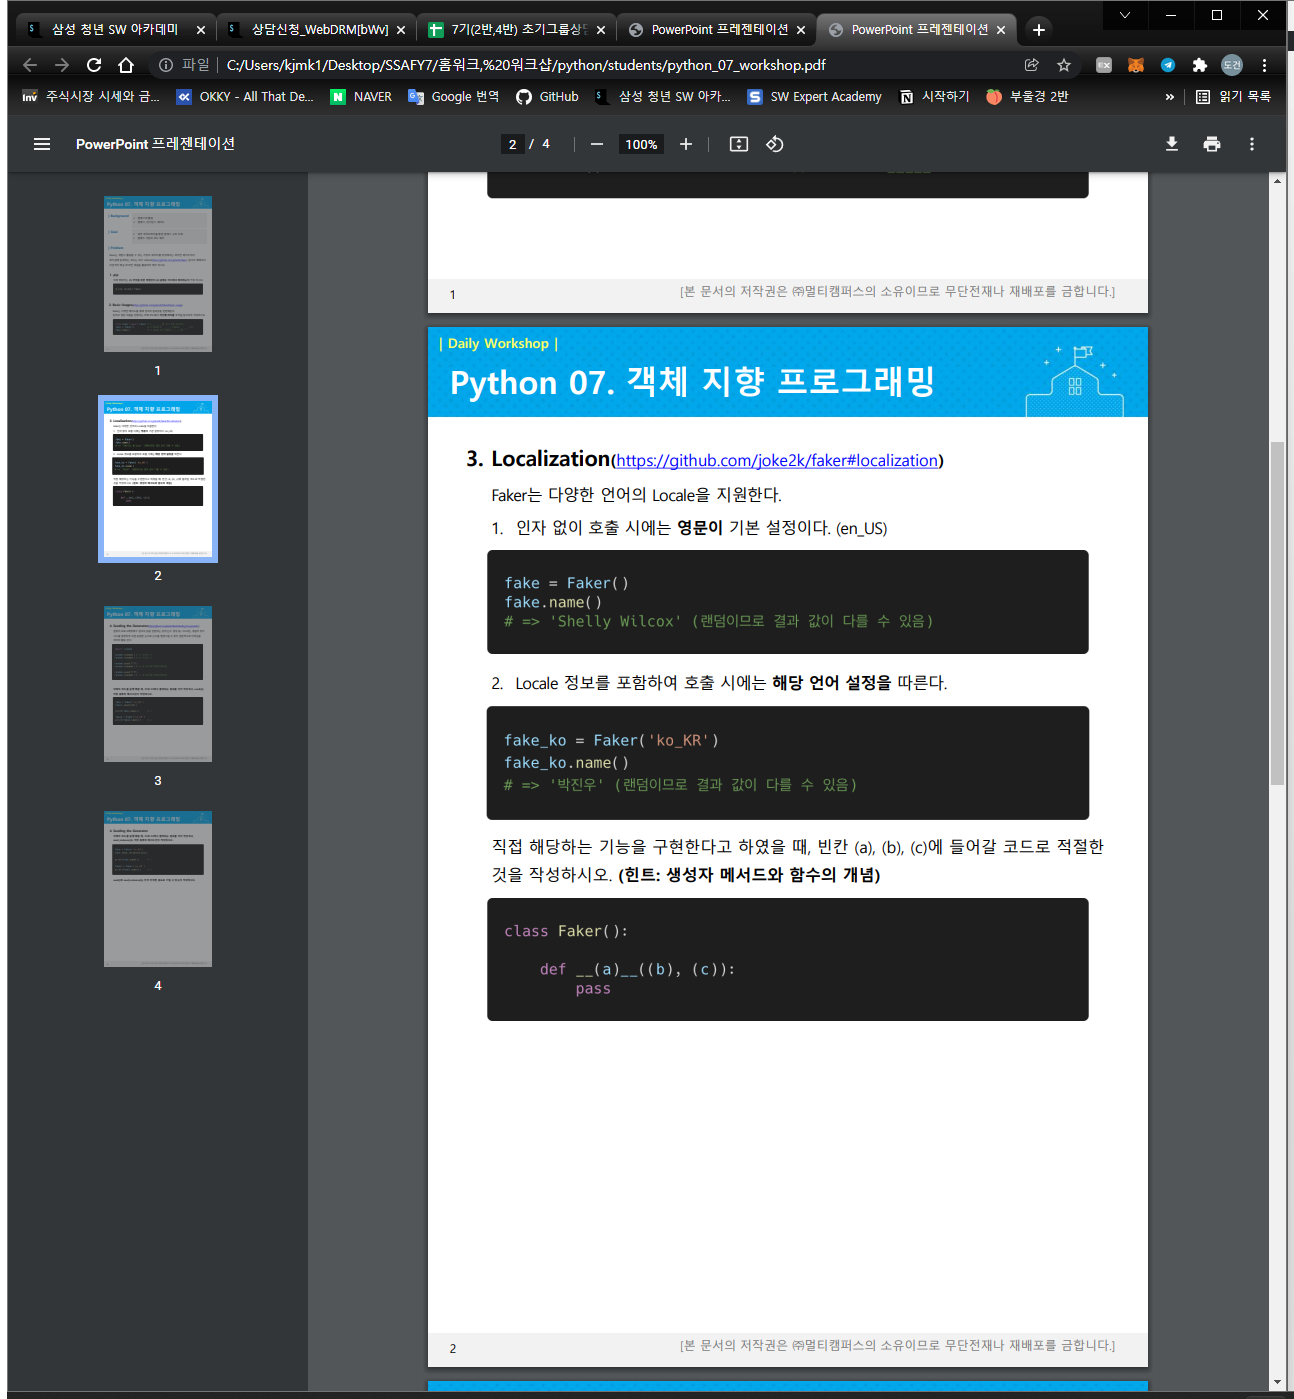 삼성 청년 SW 아카데미
상담신청_WebDRM[bWv]
7기(2반,4반) 초기그룹상
PowerPoint 프레젠테이션
PowerPoint 프레젠테이션
파일
C:/Users/kjmk1/Desktop/SSAFY7/홈워크,%20워크샵/python/students/python_07_workshop.pdf
도건
Inv 주식시장 시세와 금...
OKKY - All That De...
NAVER
Google 번역
GitHub
삼성 청년 SW 아카...
SW Expert Academy
시작하기
부울경 2반
»
읽기 목록
PowerPoint 프레젠테이션
2 / 4
100%
1
2
3
4
1
[본 문서의 저작권은 ㈜멀티캠퍼스의 소유이므로 무단전재나 재배포를 금합니다.]
| Daily Workshop |
Python 07. 객체 지향 프로그래밍
3. Localization(https://github.com/joke2k/faker#localization)
Faker는 다양한 언어의 Locale을 지원한다.
1. 인자 없이 호출 시에는 영문이 기본 설정이다. (en_US)
fake = Faker()
fake.name()
# => 'Shelly Wilcox' (랜덤이므로 결과 값이 다를 수 있음)
2. Locale 정보를 포함하여 호출 시에는 해당 언어 설정을 따른다.
fake_ko = Faker('ko_KR')
fake_ko.name()
# => '박진우' (랜덤이므로 결과 값이 다를 수 있음)
직접 해당하는 기능을 구현한다고 하였을 때, 빈칸 (a), (b), (c)에 들어갈 코드로 적절한
것을 작성하시오. (힌트: 생성자 메서드와 함수의 개념)
class Faker():
def __(a)__((b), (c)):
pass
2
[본 문서의 저작권은 ㈜멀티캠퍼스의 소유이므로 무단전재나 재배포를 금합니다.]